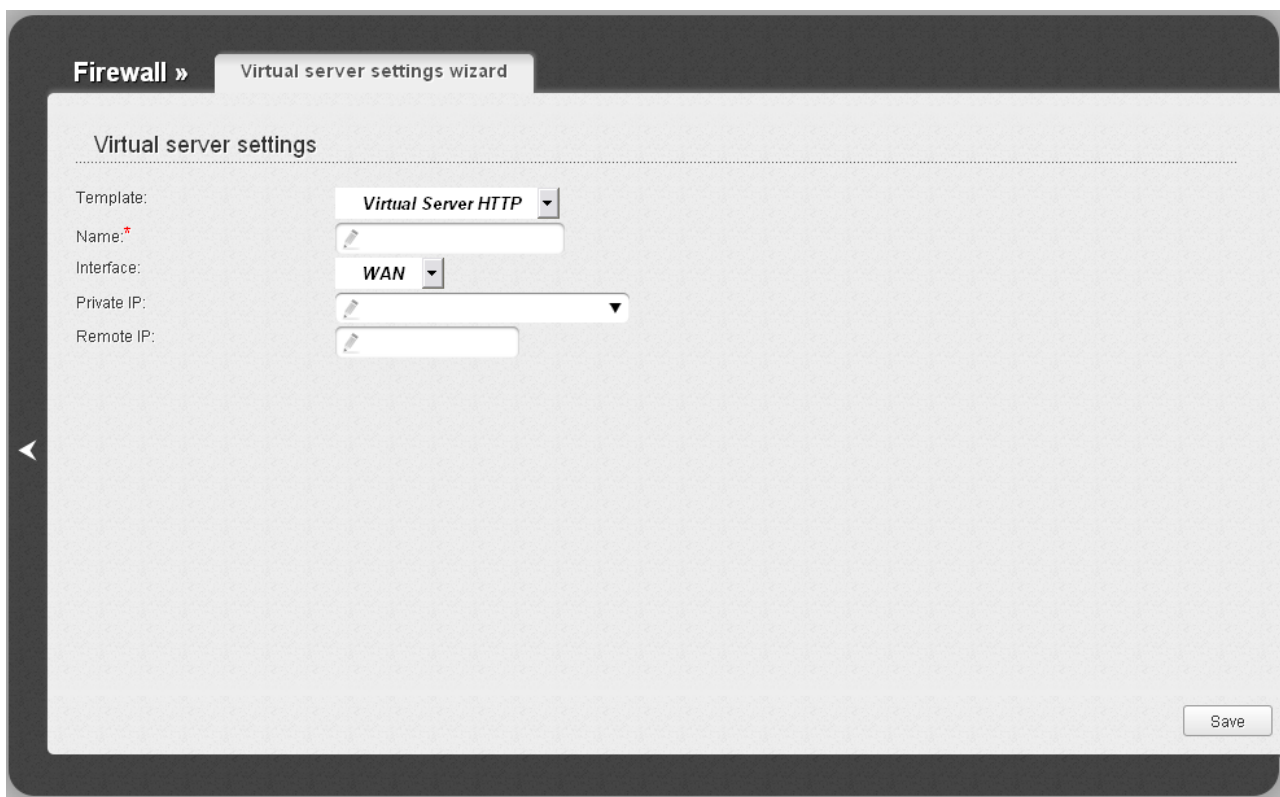 Firewall » Virtual server settings wizard
Virtual server settings
Template: Virtual Server HTTP
Name:*
Interface: WAN
Private IP:
Remote IP:
Save